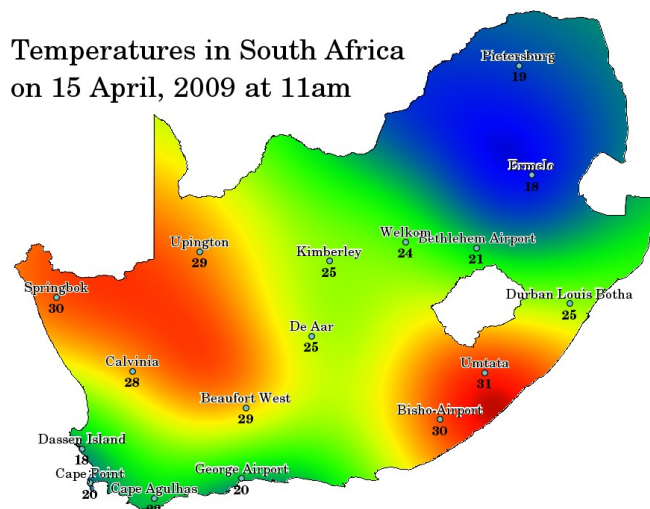 Temperatures in South Africa
on 15 April, 2009 at 11am
Pietersburg
19
Ermelo
18
Upington
29
Kimberley
25
Welkom
24
Bethlehem Airport
21
Springbok
30
Durban Louis Botha
25
De Aar
25
Calvinia
28
Umtata
31
Beaufort West
29
Bisho-Airport
30
Dassen Island
18
Cape Point
20
George Airport
20
Cape Agulhas